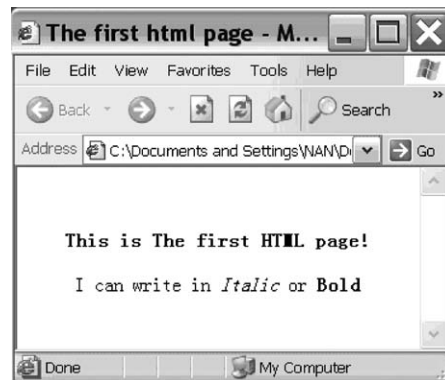 The first html page - M...
File Edit View Favorites Tools Help
Back Search »
Address C:\Documents and Settings\NAN\D Go
This is The first HTML page!
I can write in Italic or Bold
Done My Computer